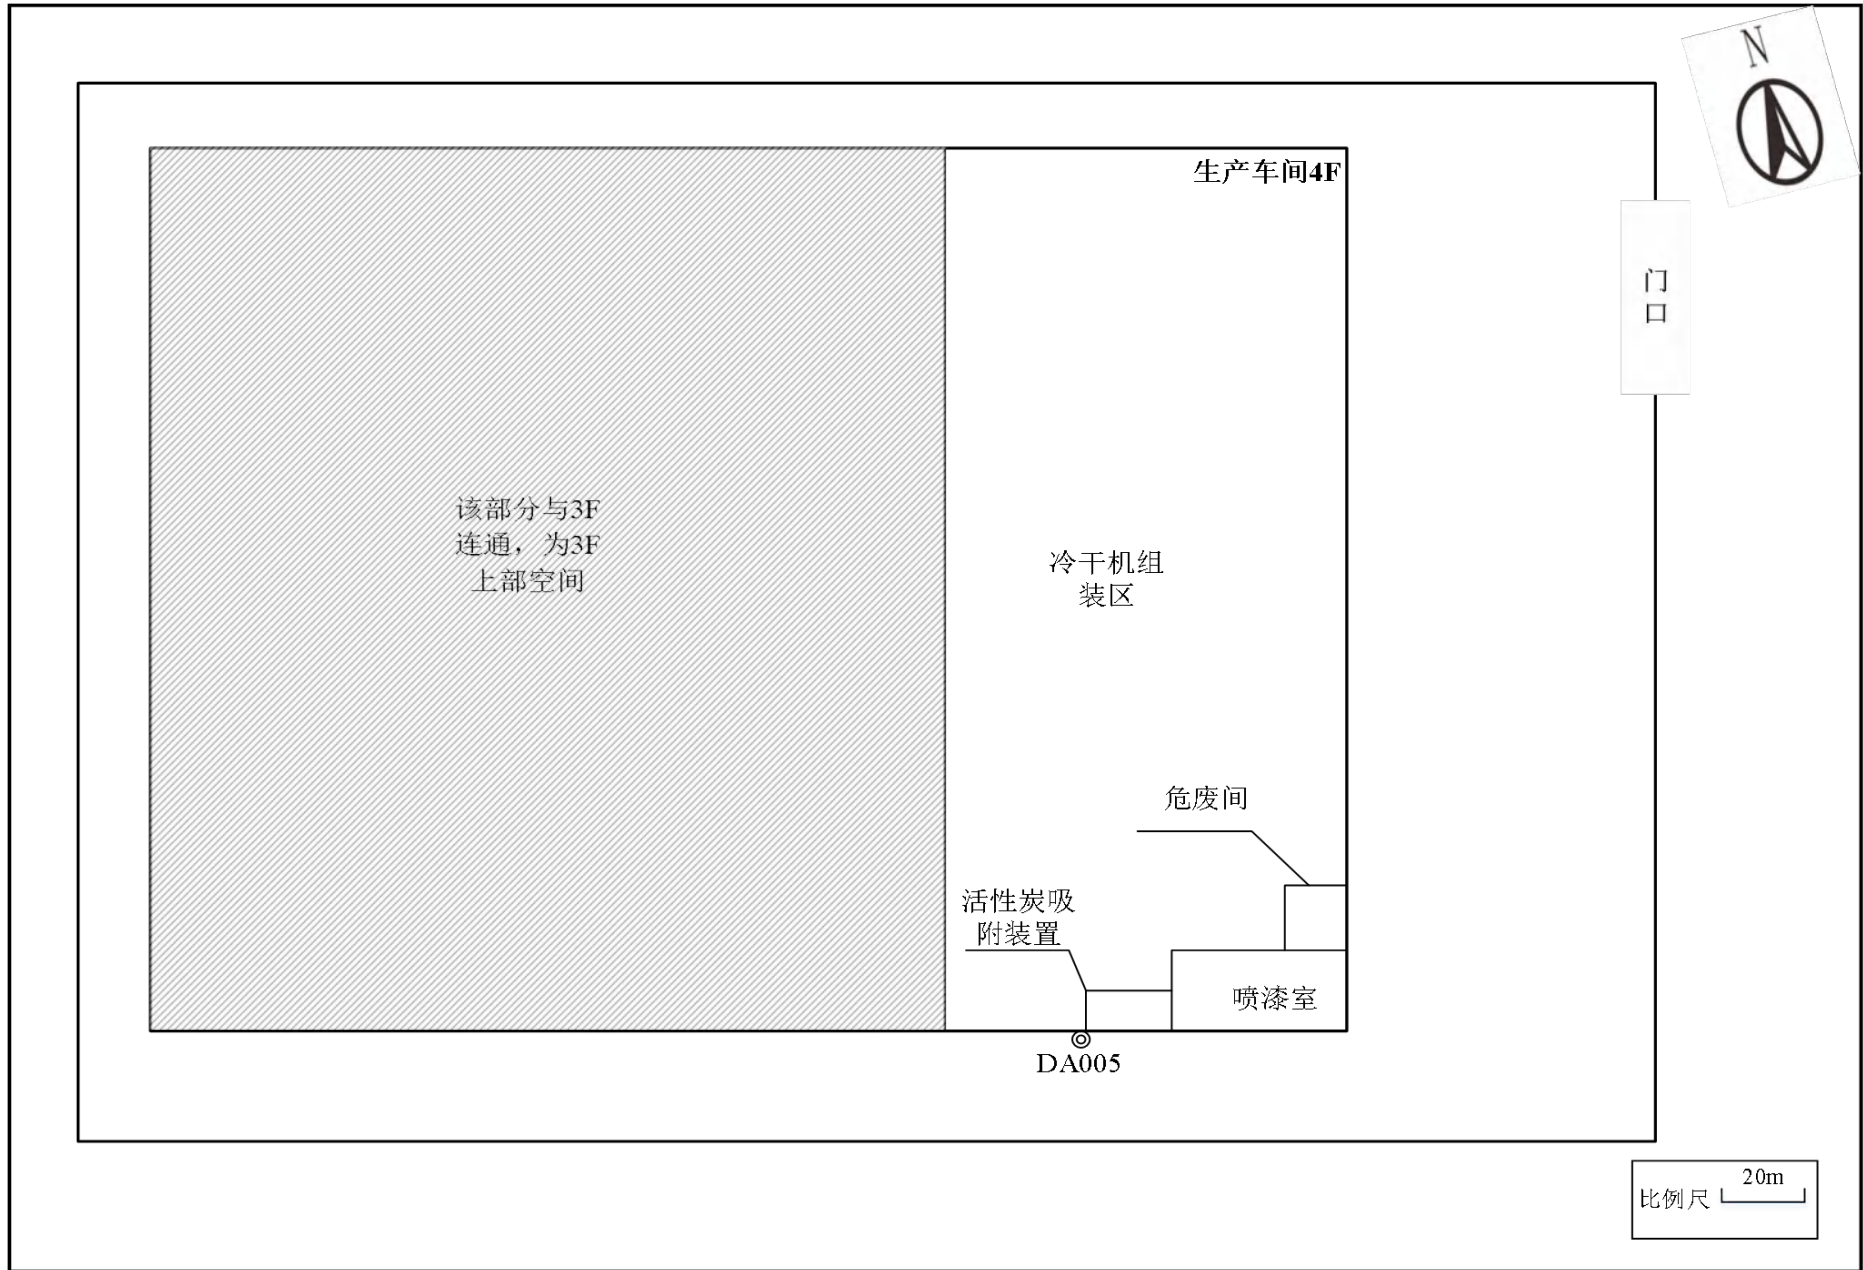 N
生产车间4F
门
口
该部分与3F
连通，为3F
上部空间
冷干机组
装区
危废间
活性炭吸
附装置
喷漆室
DA005
20m
比例尺